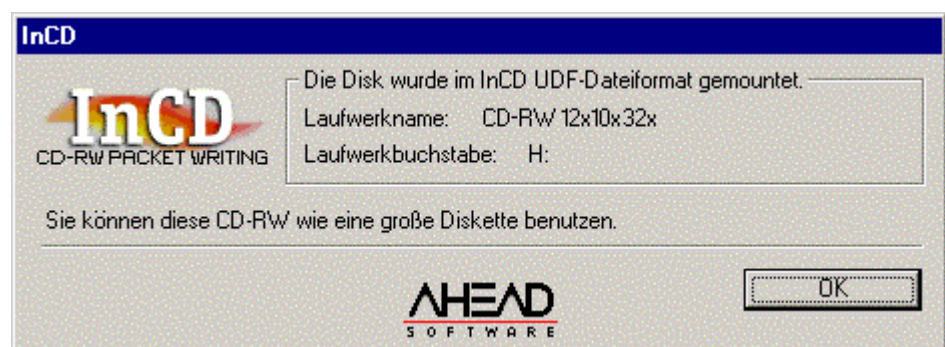 InCD
InCD
CD-RW PACKET WRITING
Die Disk wurde im InCD UDF-Dateiformat gemountet.
Laufwerkname: CD-RW 12x10x32x
Laufwerkbuchstabe: H:
Sie können diese CD-RW wie eine große Diskette benutzen.
AHEAD
SOFTWARE
OK